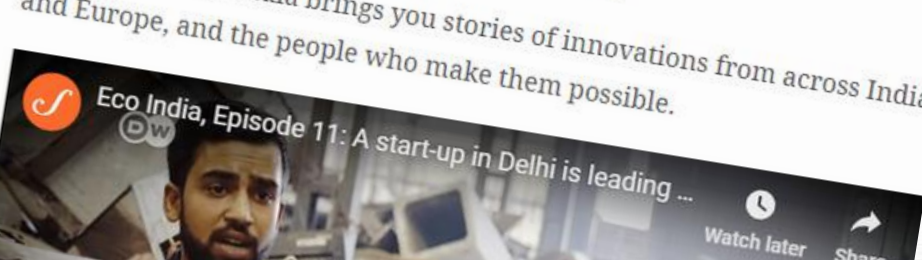 brings you stories of innovations from across India
and Europe, and the people who make them possible.
Eco India, Episode 11: A start-up in Delhi is leading ...
DW
Watch later
Share